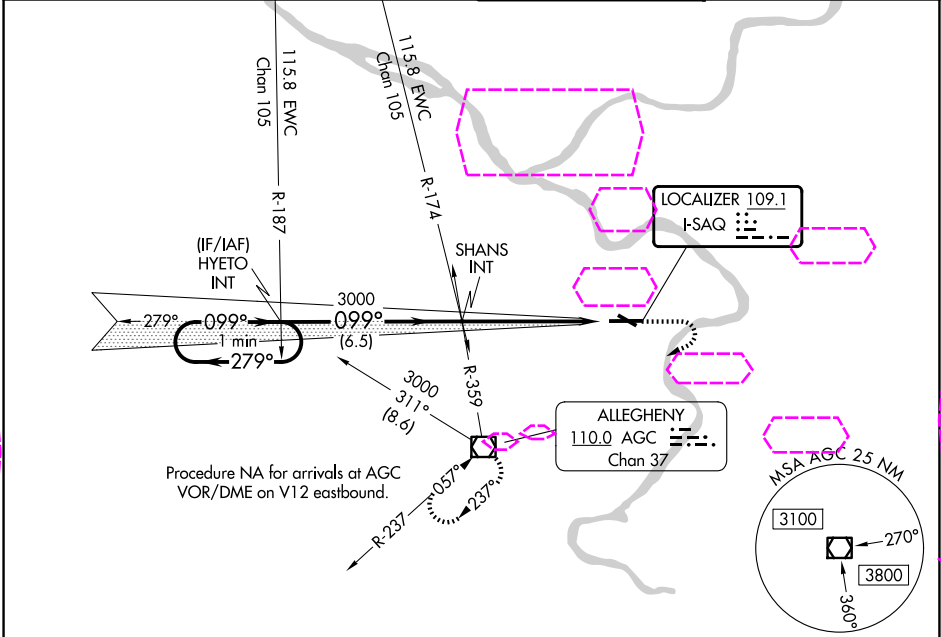 115.8 EWC
Chan 105
R-187
115.8 EWC
Chan 105
R-174
LOCALIZER 109.1
I-SAQ
(IF/IAF)
HYETO
INT
SHANS
INT
3000
279°
099°
099°
1 min
(6.5)
279°
3000
311°
(8.6)
R-359
ALLEGHENY
110.0 AGC
Chan 37
Procedure NA for arrivals at AGC
VOR/DME on V12 eastbound.
057°
237°
R-237
MSA AGC 25 NM
3100
270°
3800
360°